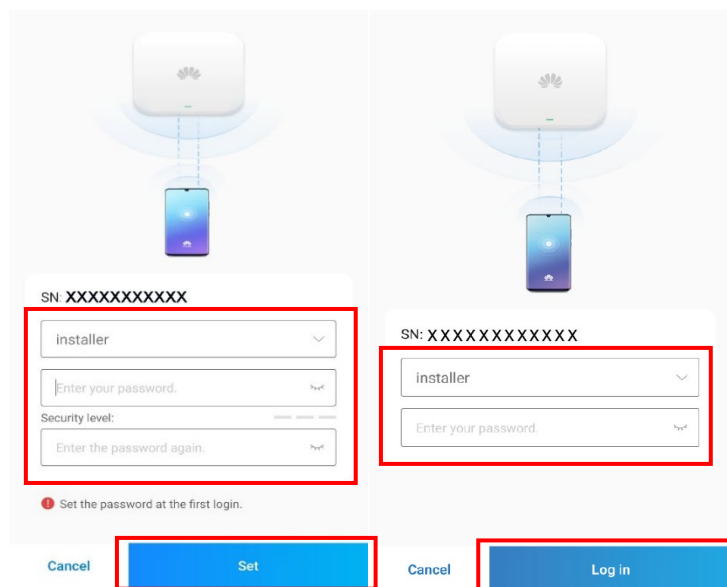 SN: XXXXXXXXXXX
installer
Enter your password.
Security level:
Enter the password again.
Set the password at the first login.
Cancel
Set
SN: XXXXXXXXXXXX
installer
Enter your password.
Cancel
Log in